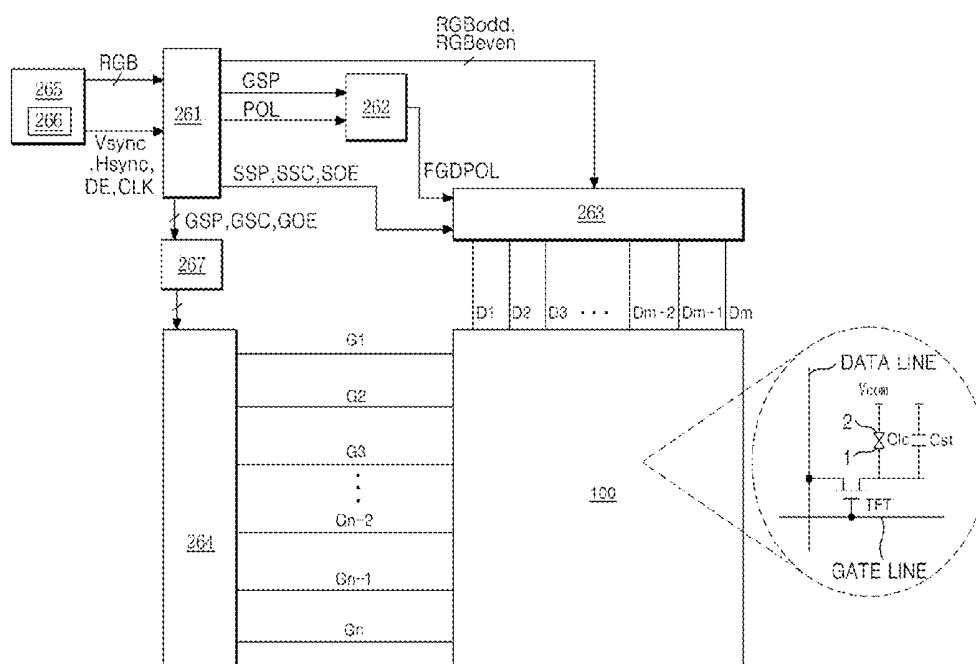 RGBodd,
RGBeven
RGB
265
266
261
GSP
POL
262
Vsync
,Hsync,
DE,CLK
SSP,SSC,SOE
FGDPOL
263
GSP,GSC,GOE
267
D1 D2 D3 ··· Dm-2 Dm-1 Dm
G1
G2
G3
Gn-2
Gn-1
Gn
264
100
DATA LINE
Vcom
2
1
Clc
Cst
TFT
GATE LINE